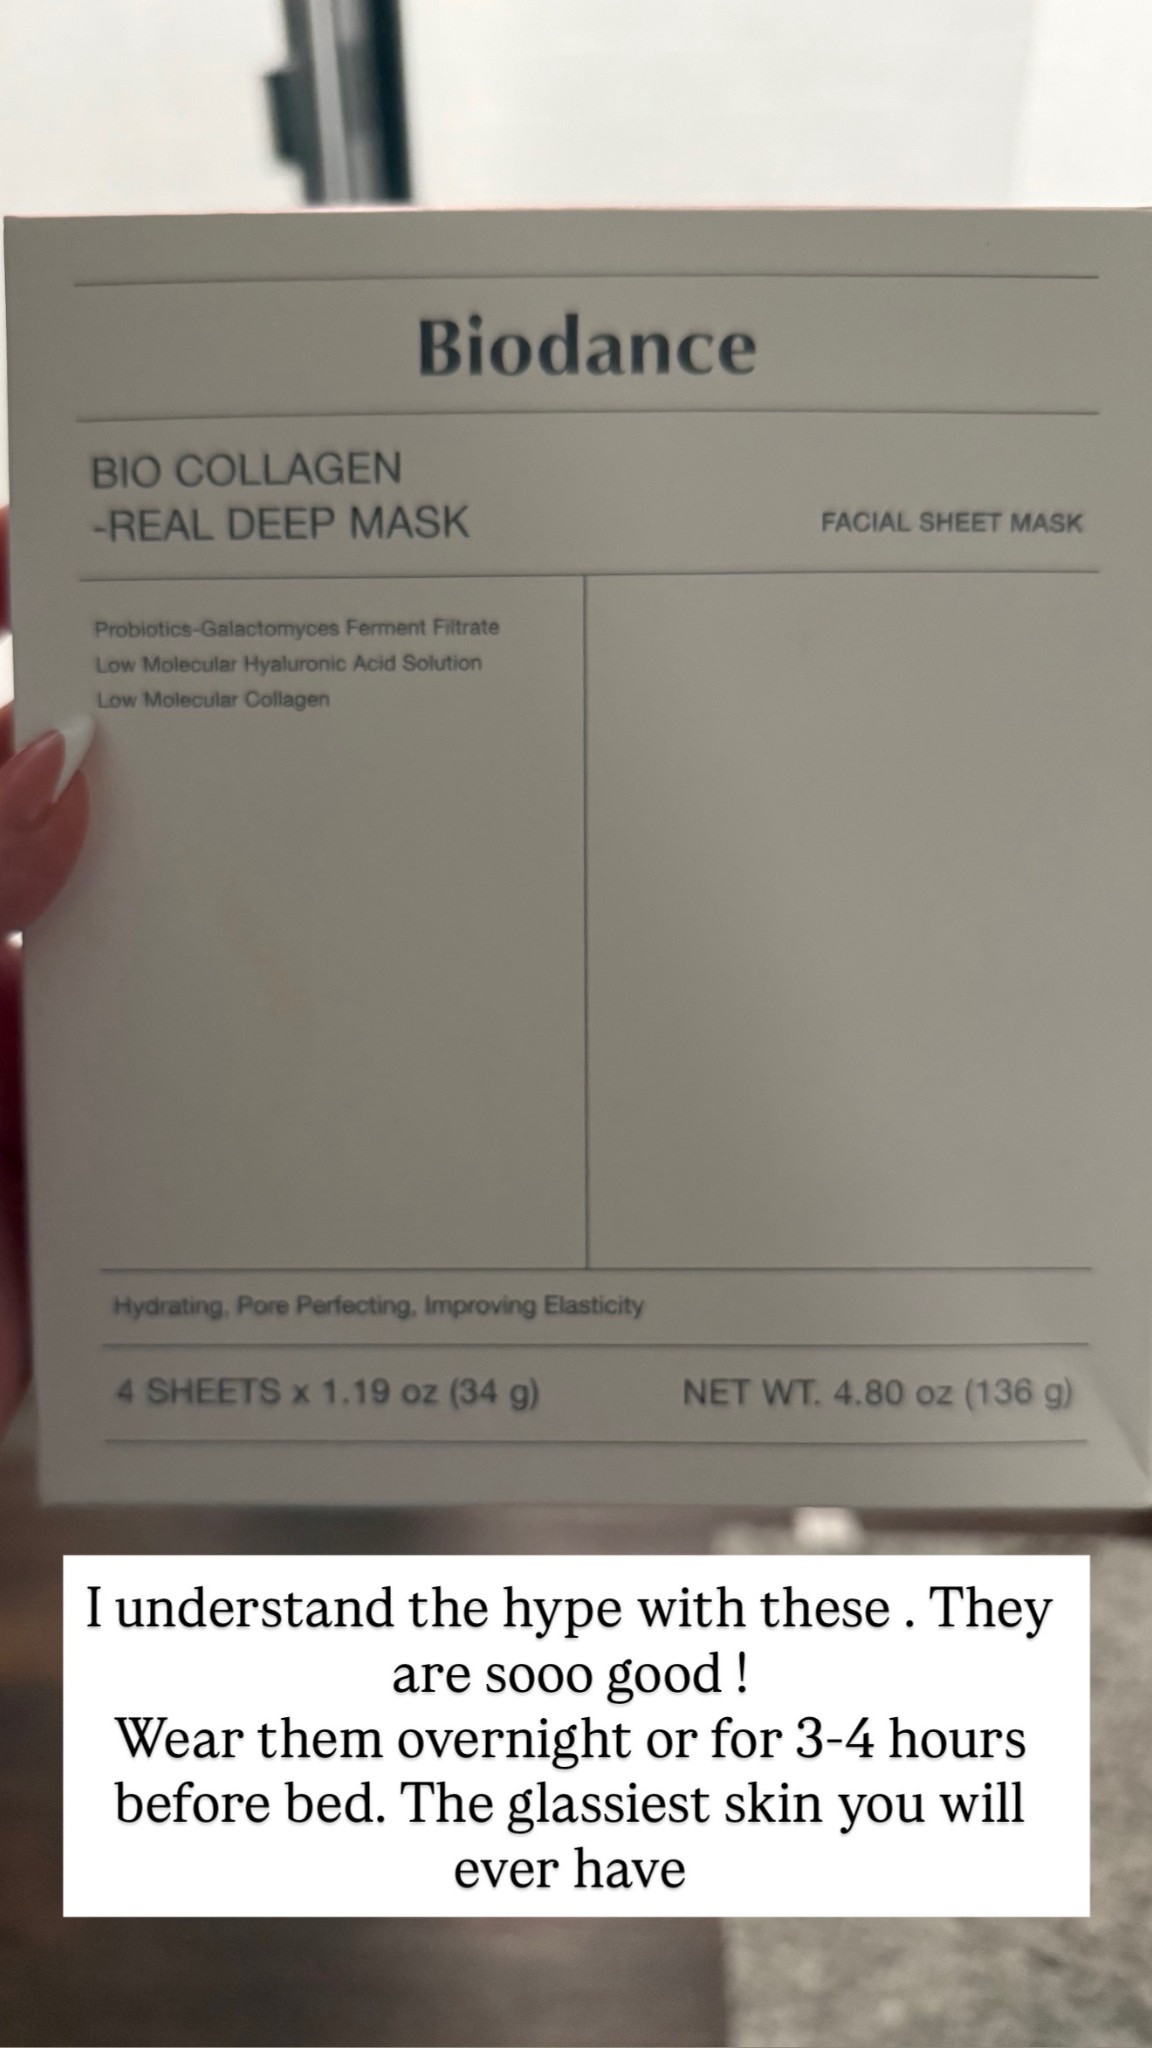 Biodance
BIO COLLAGEN
-REAL DEEP MASK
FACIAL SHEET MASK
Probiotics-Galactomyces Ferment Filtrate
Low Molecular Hyaluronic Acid Solution
Low Molecular Collagen
Hydrating, Pore Perfecting, Improving Elasticity
4 SHEETS x 1.19 oz (34 g)
NET WT. 4.80 oz (136 g)
I understand the hype with these . They
are sooo good !
Wear them overnight or for 3-4 hours
before bed. The glassiest skin you will
ever have